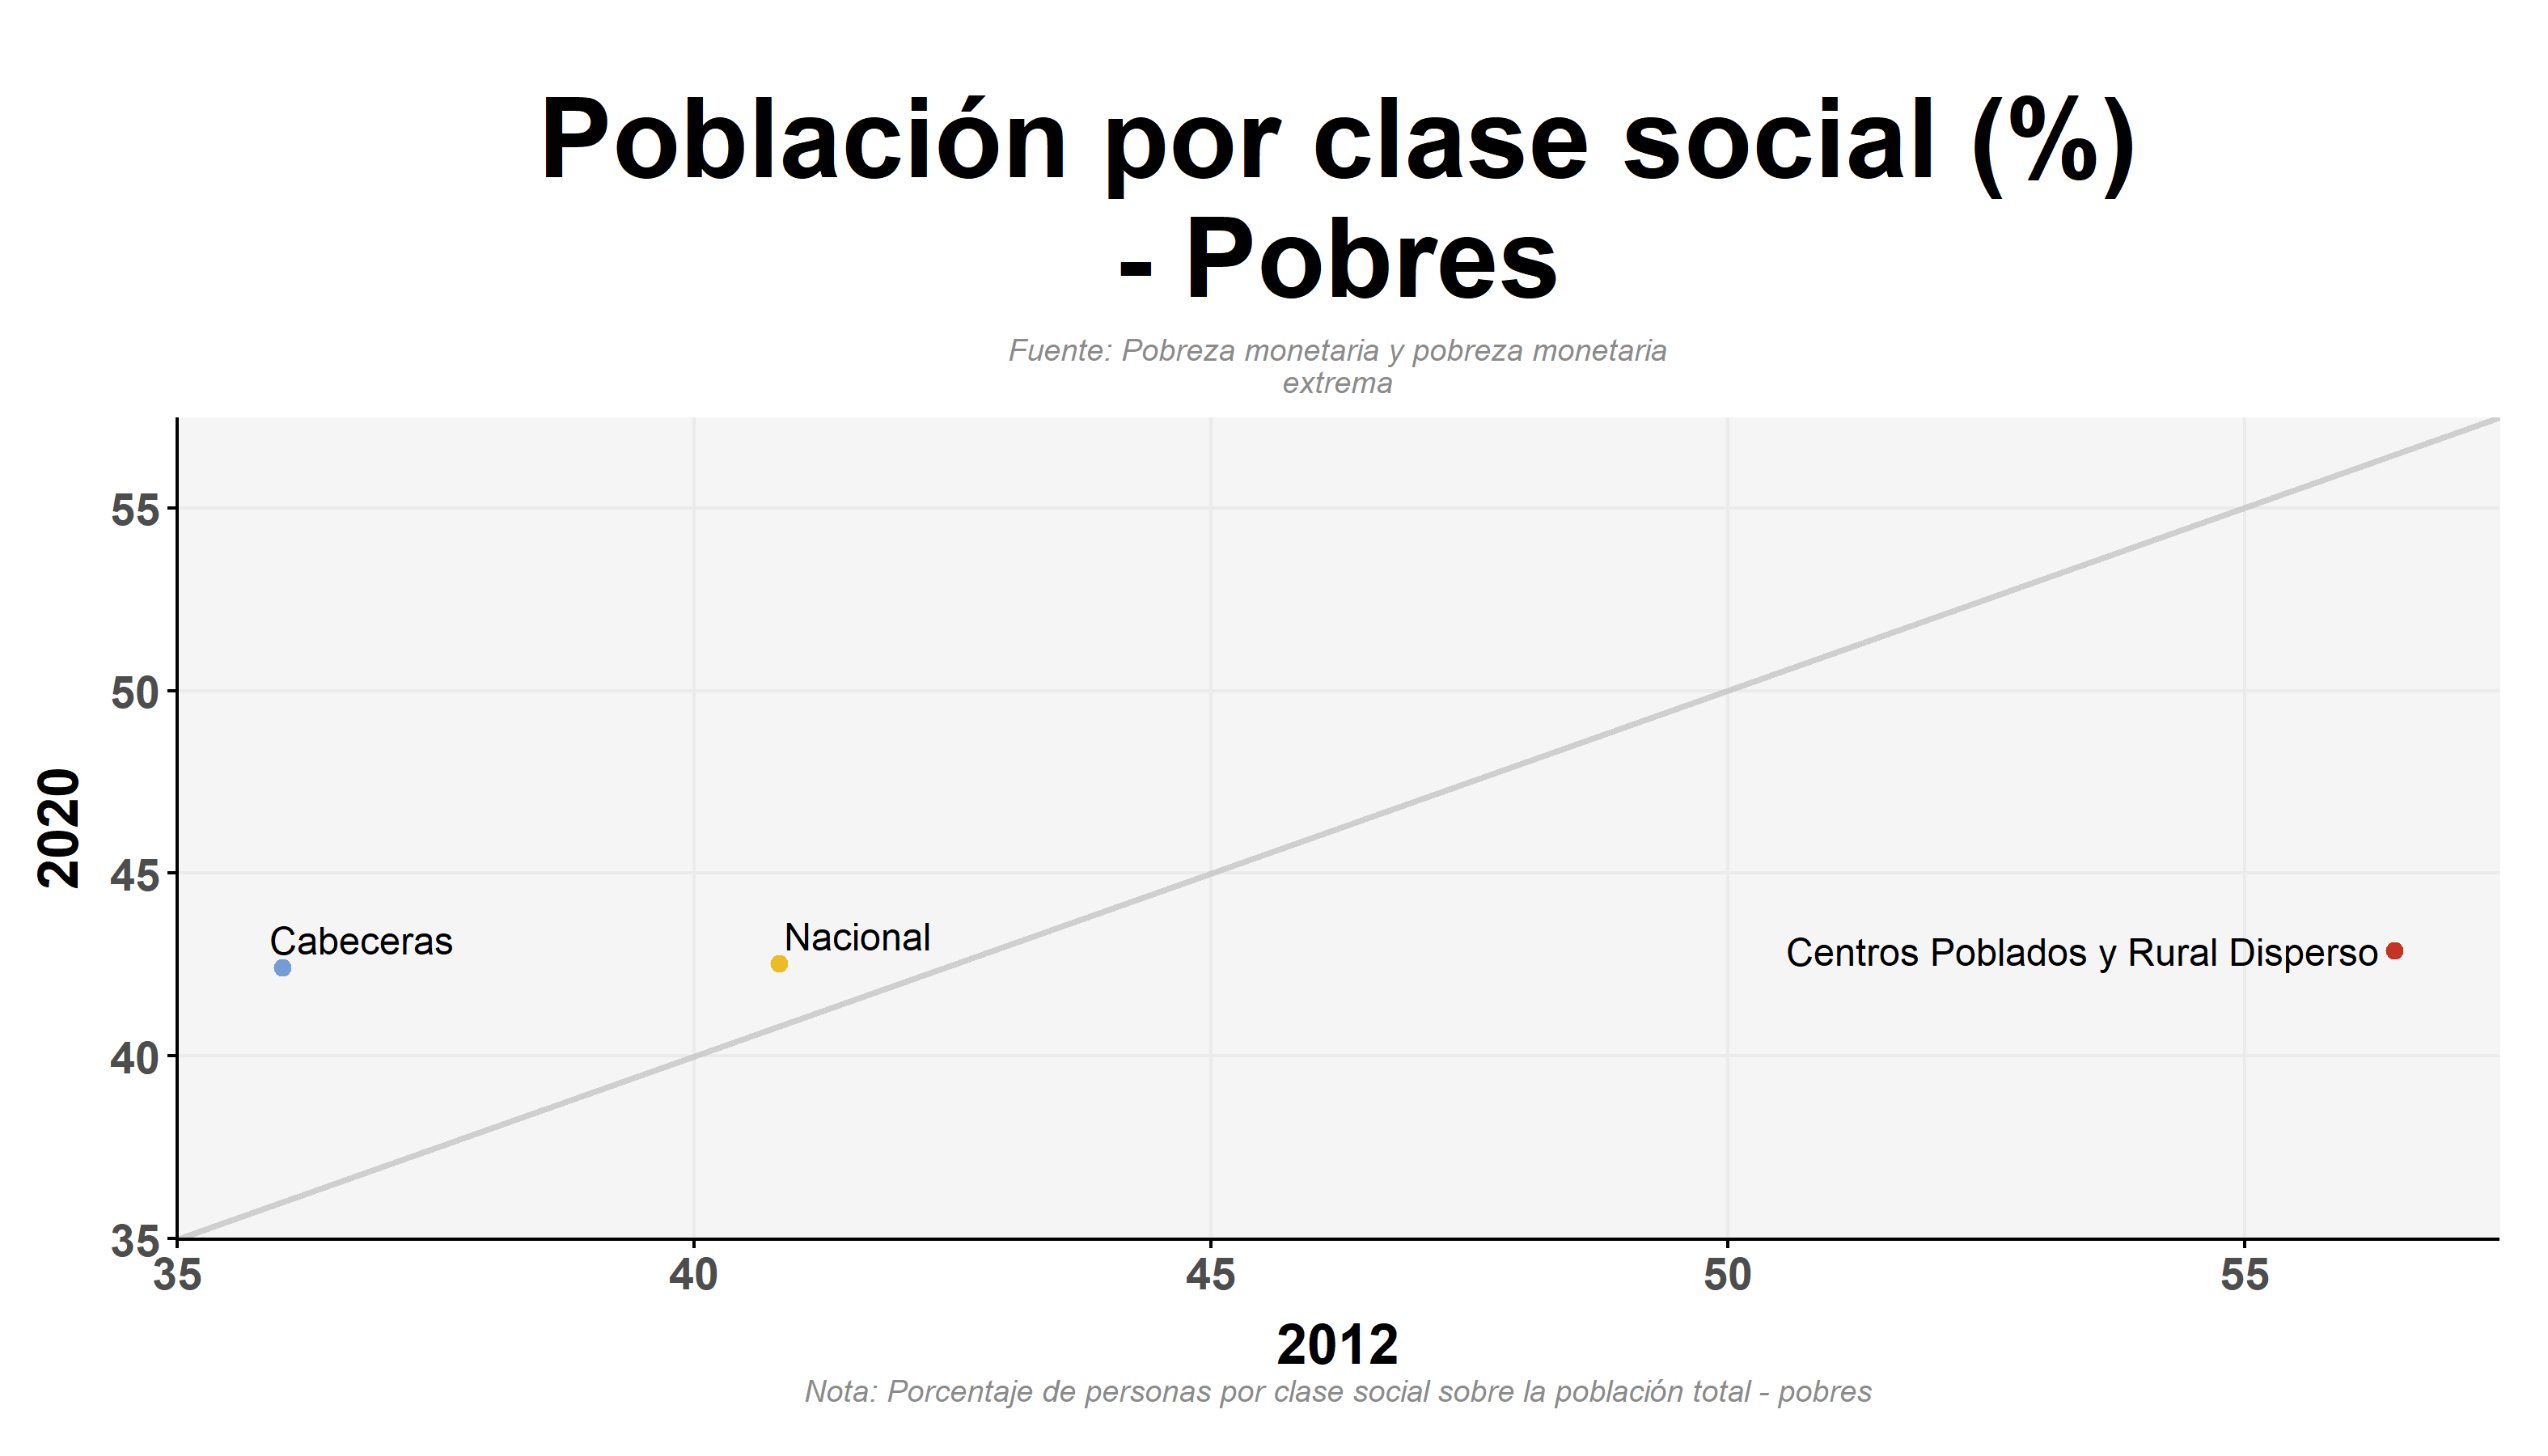 Población por clase social (%)
- Pobres
Fuente: Pobreza monetaria y pobreza monetaria
extrema
55
50
45
40
35
2020
Cabeceras
Nacional
Centros Poblados y Rural Disperso
35
40
45
50
55
2012
Nota: Porcentaje de personas por clase social sobre la población total - pobres